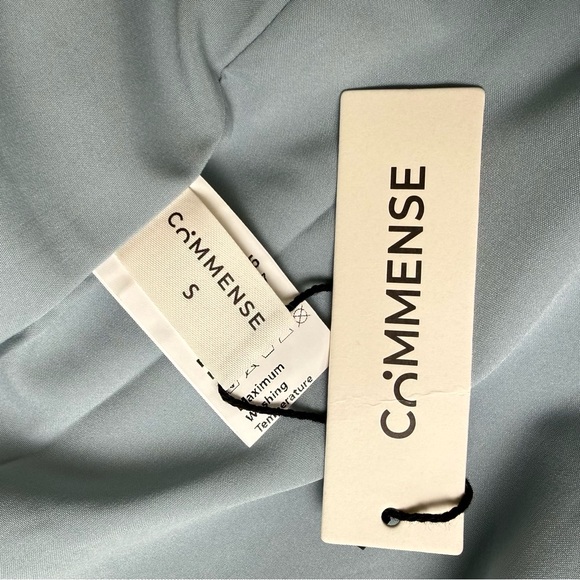 COMMENSE
S
Maximum
Washing
Temperature
COMMENSE